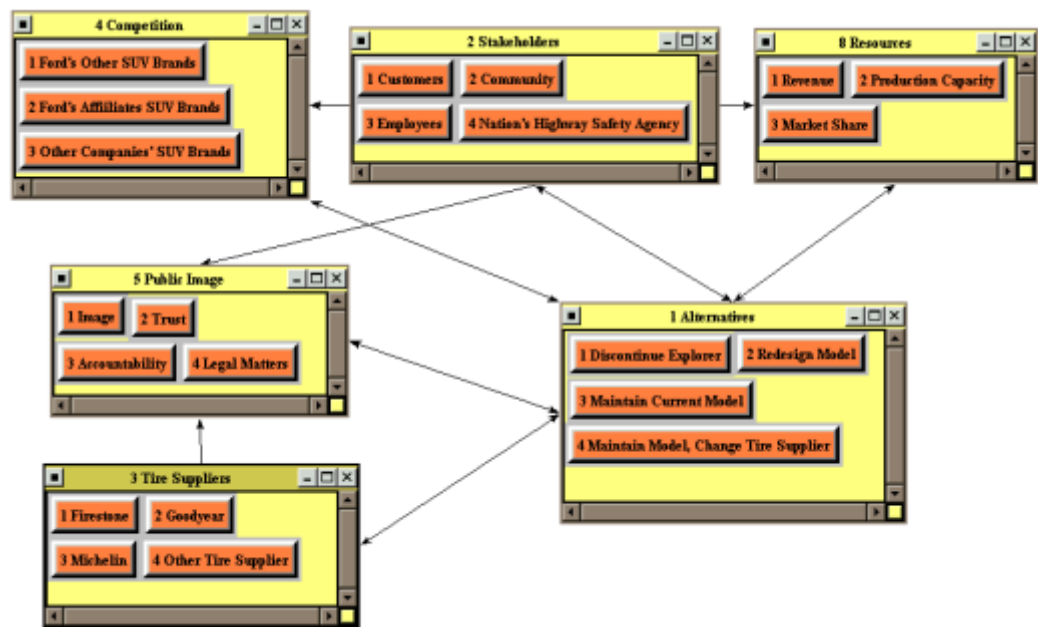 4 Competition
1 Ford's Other SUV Brands
2 Ford's Affiliates SUV Brands
3 Other Companies' SUV Brands
2 Stakeholders
1 Customers
2 Community
3 Employees
4 Nation's Highway Safety Agency
8 Resources
1 Revenue
2 Production Capacity
3 Market Share
5 Public Image
1 Image
2 Trust
3 Accountability
4 Legal Matters
1 Alternatives
1 Discontinue Explorer
2 Redesign Model
3 Maintain Current Model
4 Maintain Model, Change Tire Supplier
3 Tire Suppliers
1 Firestone
2 Goodyear
3 Michelin
4 Other Tire Supplier